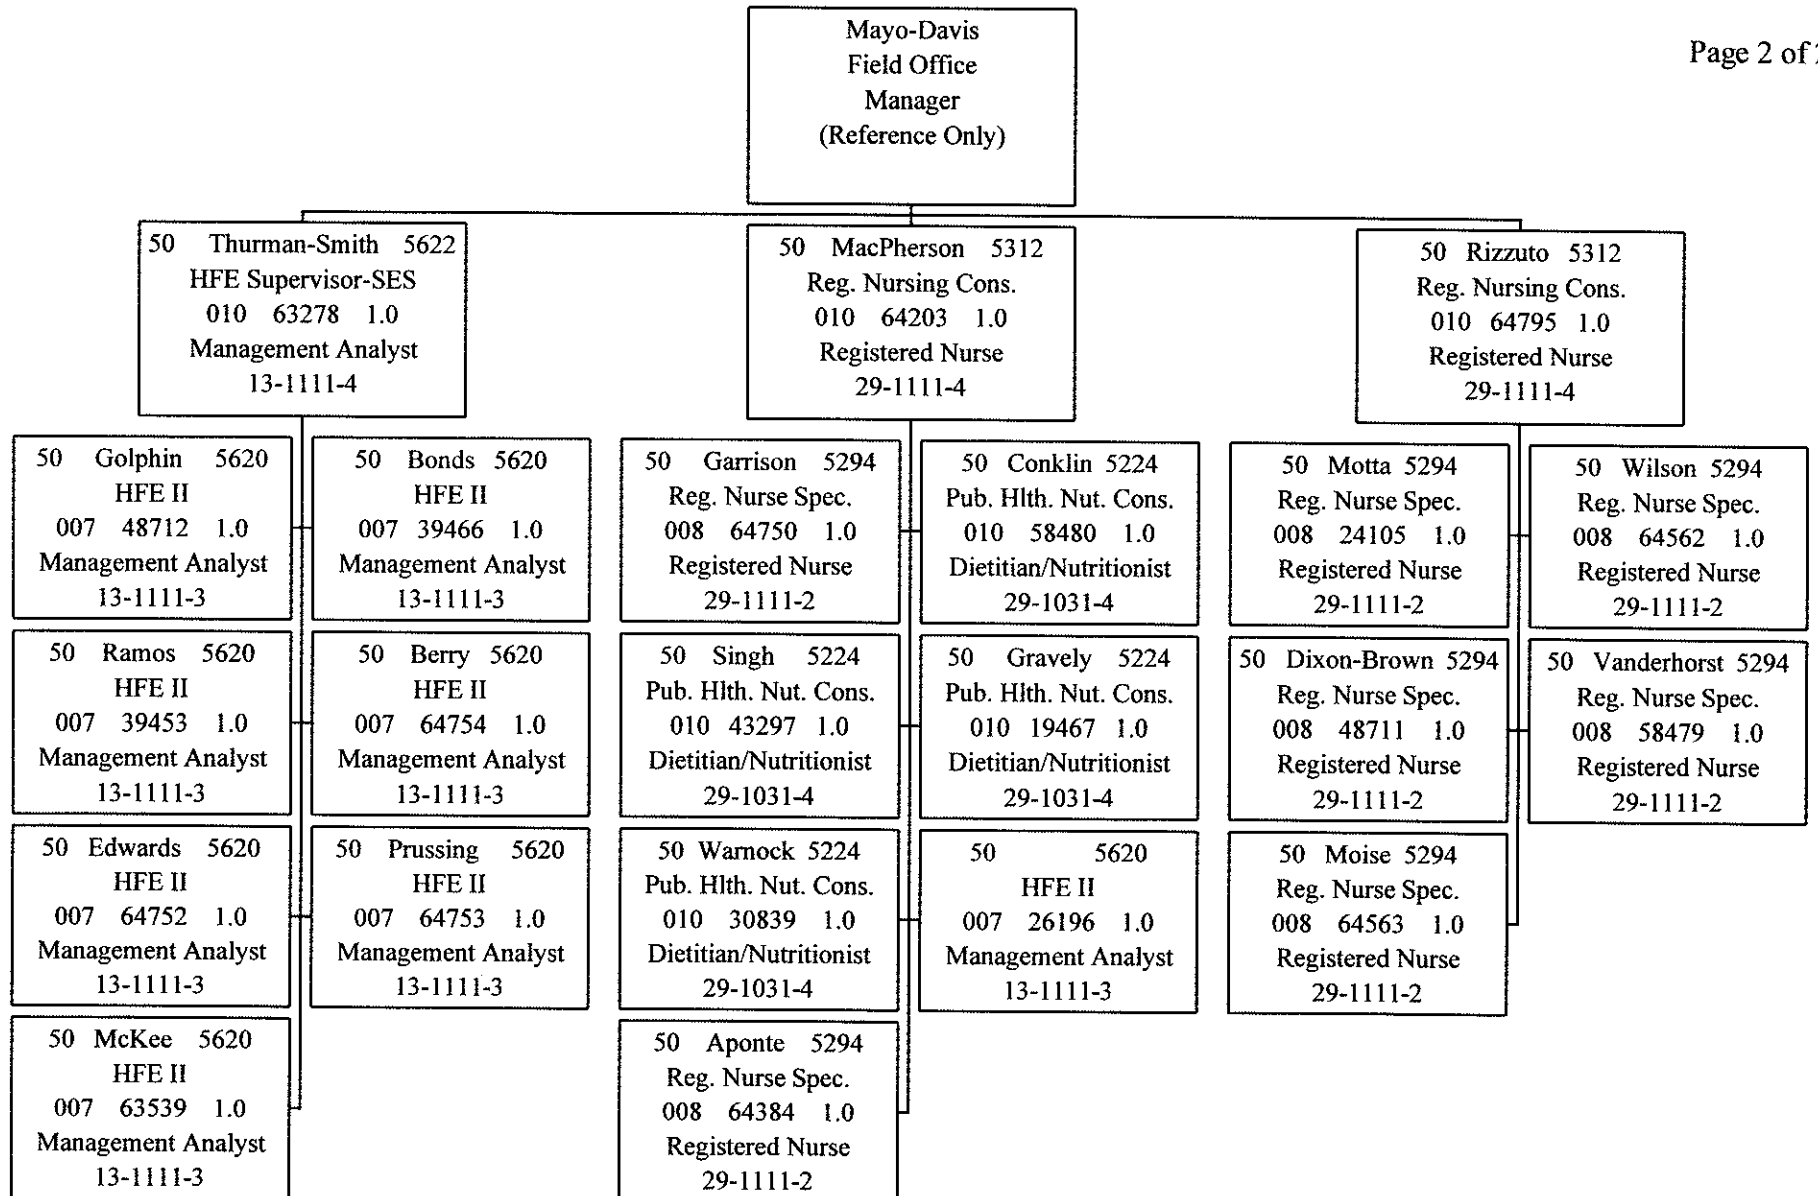 Mayo-Davis
Field Office
Manager
(Reference Only)
Page 2 of
50 Thurman-Smith 5622
HFE Supervisor-SES
010 63278 1.0
Management Analyst
13-1111-4
50 MacPherson 5312
Reg. Nursing Cons.
010 64203 1.0
Registered Nurse
29-1111-4
50 Rizzuto 5312
Reg. Nursing Cons.
010 64795 1.0
Registered Nurse
29-1111-4
50 Golphin 5620
HFE II
007 48712 1.0
Management Analyst
13-1111-3
50 Bonds 5620
HFE II
007 39466 1.0
Management Analyst
13-1111-3
50 Garrison 5294
Reg. Nurse Spec.
008 64750 1.0
Registered Nurse
29-1111-2
50 Conklin 5224
Pub. Hlth. Nut. Cons.
010 58480 1.0
Dietitian/Nutritionist
29-1031-4
50 Motta 5294
Reg. Nurse Spec.
008 24105 1.0
Registered Nurse
29-1111-2
50 Wilson 5294
Reg. Nurse Spec.
008 64562 1.0
Registered Nurse
29-1111-2
50 Ramos 5620
HFE II
007 39453 1.0
Management Analyst
13-1111-3
50 Berry 5620
HFE II
007 64754 1.0
Management Analyst
13-1111-3
50 Singh 5224
Pub. Hlth. Nut. Cons.
010 43297 1.0
Dietitian/Nutritionist
29-1031-4
50 Gravely 5224
Pub. Hlth. Nut. Cons.
010 19467 1.0
Dietitian/Nutritionist
29-1031-4
50 Dixon-Brown 5294
Reg. Nurse Spec.
008 48711 1.0
Registered Nurse
29-1111-2
50 Vanderhorst 5294
Reg. Nurse Spec.
008 58479 1.0
Registered Nurse
29-1111-2
50 Edwards 5620
HFE II
007 64752 1.0
Management Analyst
13-1111-3
50 Prussing 5620
HFE II
007 64753 1.0
Management Analyst
13-1111-3
50 Warnock 5224
Pub. Hlth. Nut. Cons.
010 30839 1.0
Dietitian/Nutritionist
29-1031-4
50 5620
HFE II
007 26196 1.0
Management Analyst
13-1111-3
50 Moise 5294
Reg. Nurse Spec.
008 64563 1.0
Registered Nurse
29-1111-2
50 McKee 5620
HFE II
007 63539 1.0
Management Analyst
13-1111-3
50 Aponte 5294
Reg. Nurse Spec.
008 64384 1.0
Registered Nurse
29-1111-2